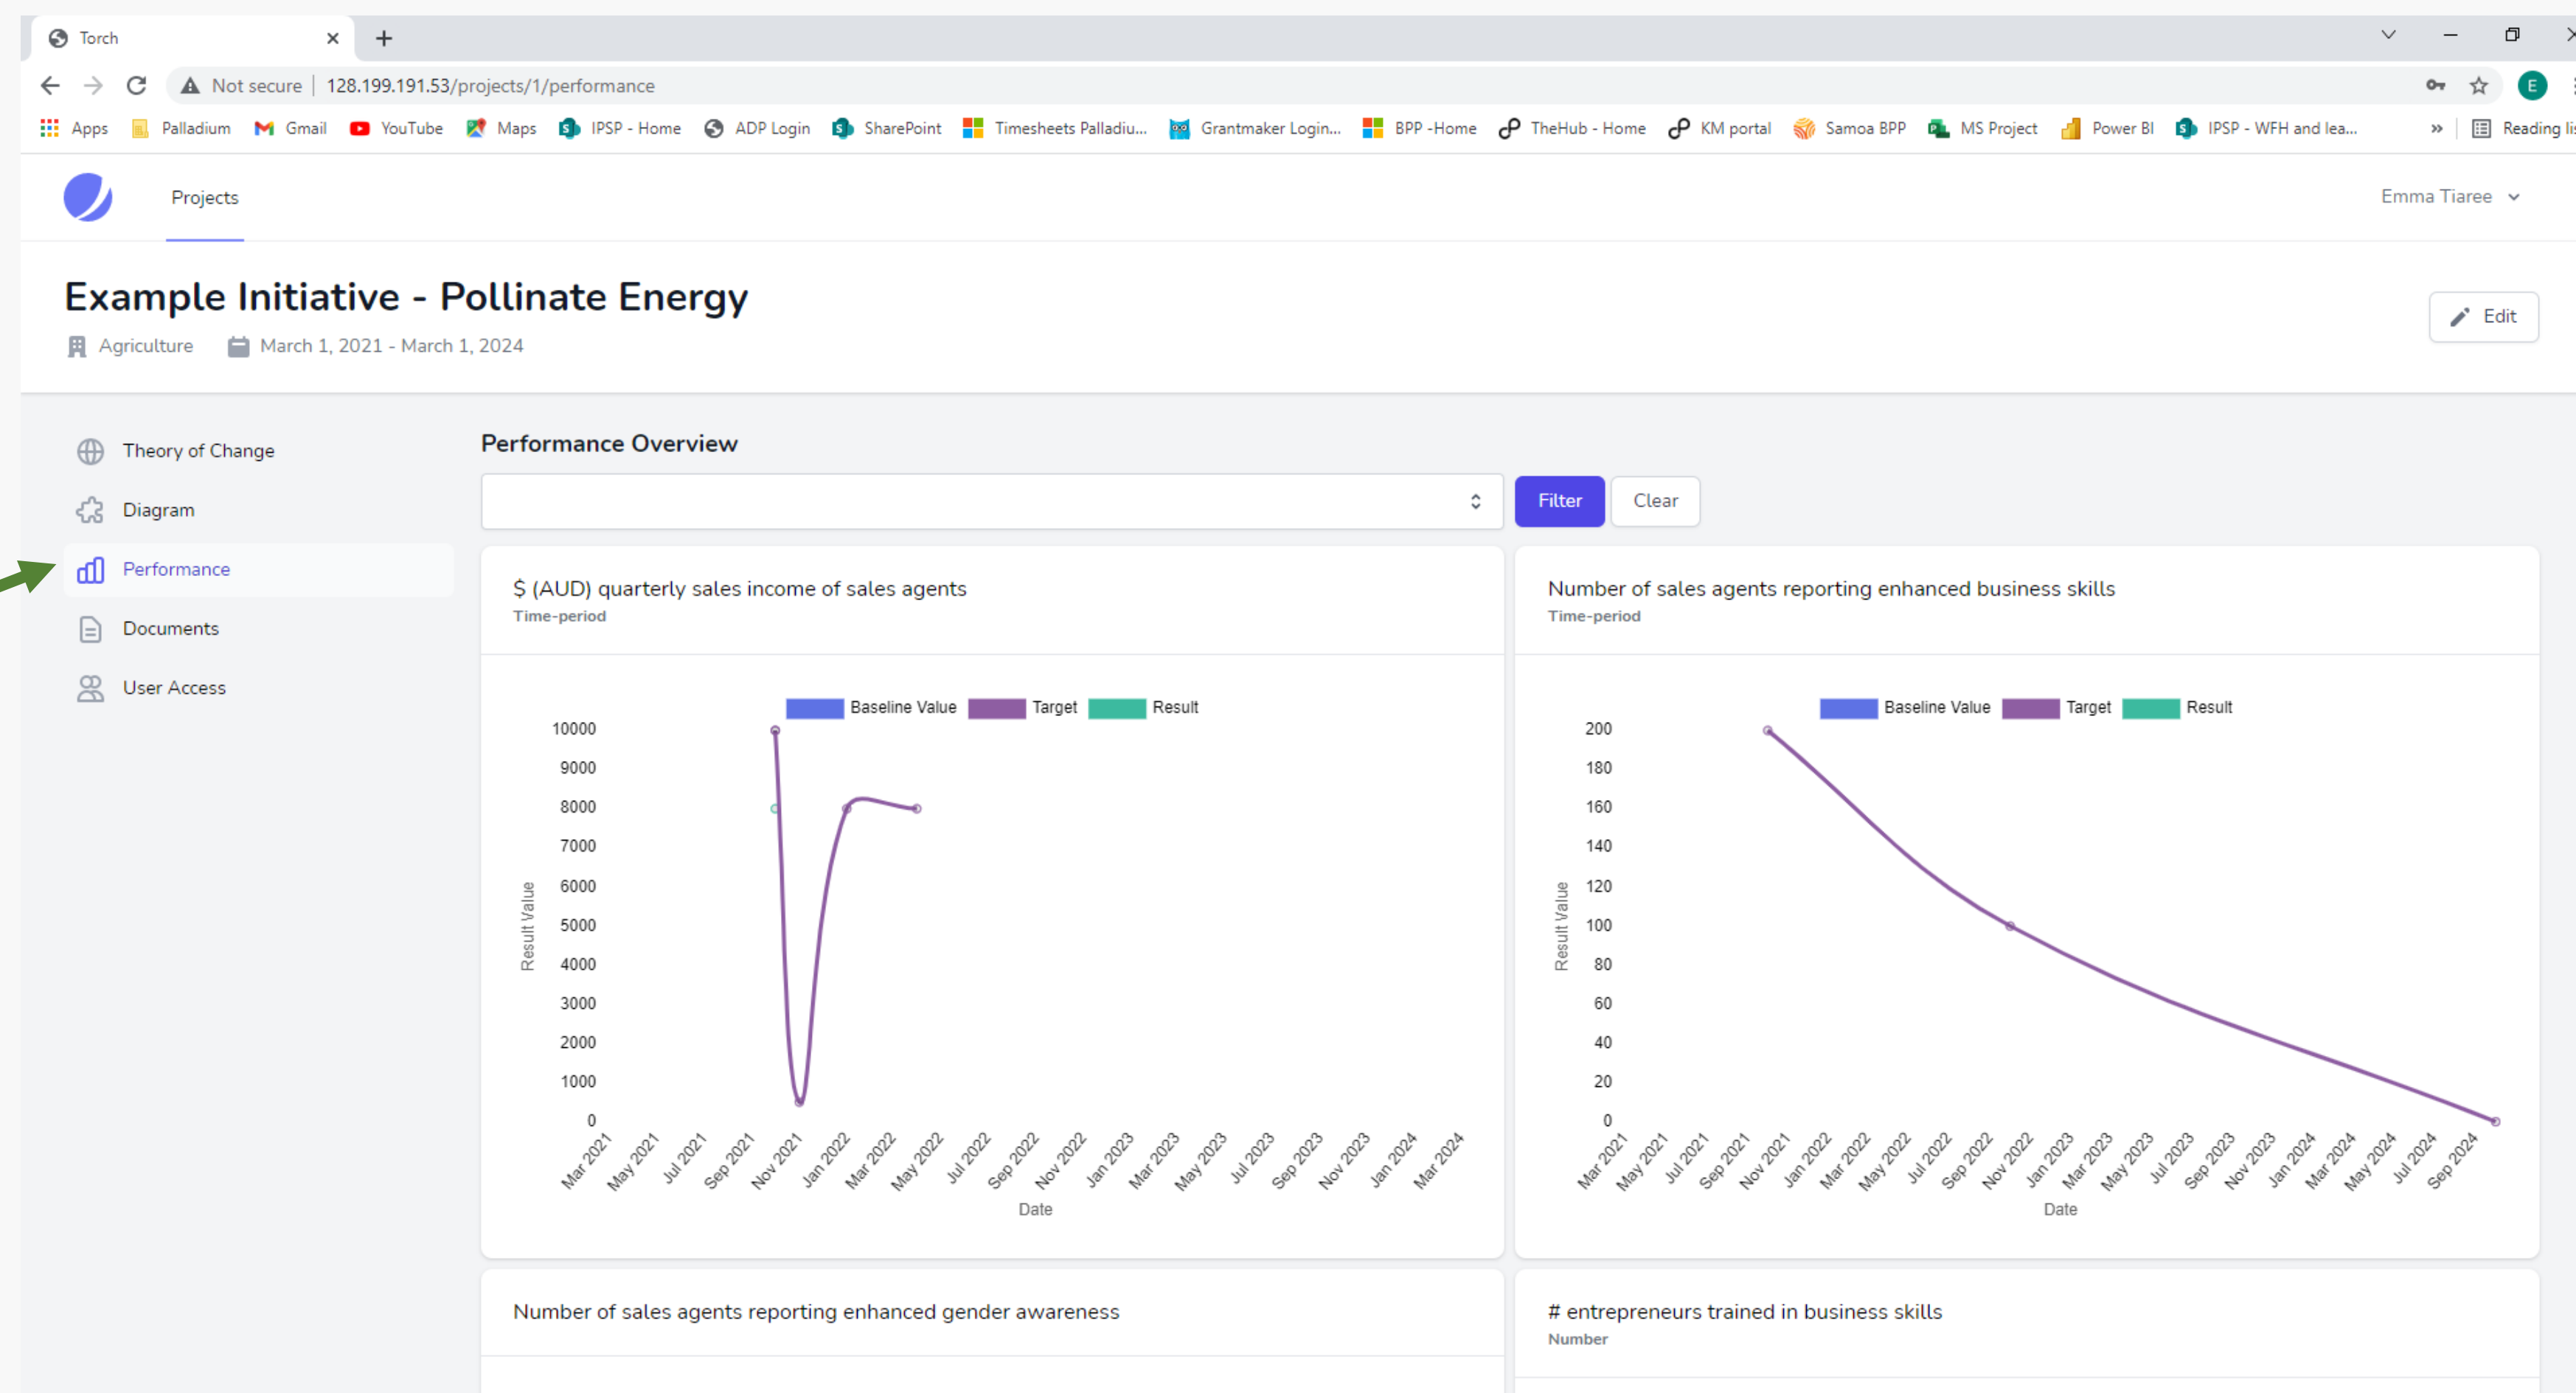 Torch
Not secure | 128.199.191.53/projects/1/performance
E
Apps Palladium Gmail YouTube Maps IPSP - Home ADP Login SharePoint Timesheets Palladiu... Grantmaker Login... BPP -Home TheHub - Home KM portal Samoa BPP MS Project Power BI IPSP - WFH and lea... » Reading lis
Projects
Emma Tiaree
Example Initiative - Pollinate Energy
Edit
Agriculture March 1, 2021 - March 1, 2024
Theory of Change
Diagram
Performance
Documents
User Access
Performance Overview
Filter Clear
$ (AUD) quarterly sales income of sales agents
Time-period
Baseline Value Target Result
10000
9000
8000
7000
6000
5000
4000
3000
2000
1000
0
Result Value
Mar 2021 May 2021 Jul 2021 Sep 2021 Nov 2021 Jan 2022 Mar 2022 May 2022 Jul 2022 Sep 2022 Nov 2022 Jan 2023 Mar 2023 May 2023 Jul 2023 Sep 2023 Nov 2023 Jan 2024 Mar 2024
Date
Number of sales agents reporting enhanced business skills
Time-period
Baseline Value Target Result
200
180
160
140
120
100
80
60
40
20
0
Result Value
Mar 2021 May 2021 Jul 2021 Sep 2021 Nov 2021 Jan 2022 Mar 2022 May 2022 Jul 2022 Sep 2022 Nov 2022 Jan 2023 Mar 2023 May 2023 Jul 2023 Sep 2023 Nov 2023 Jan 2024 Mar 2024 May 2024 Jul 2024 Sep 2024
Date
Number of sales agents reporting enhanced gender awareness
# entrepreneurs trained in business skills
Number